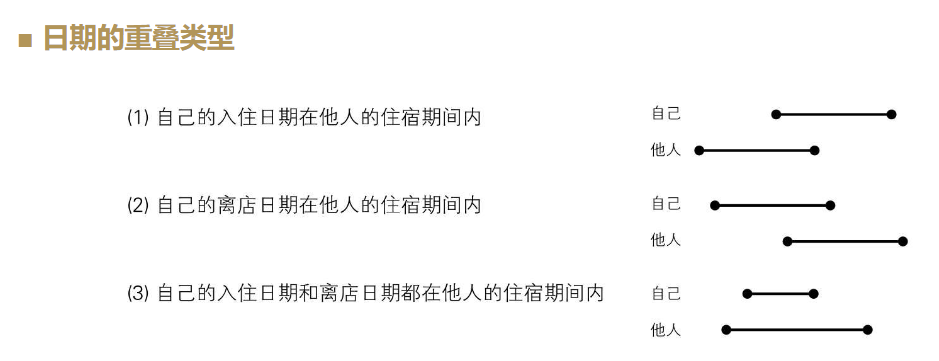 日期的重叠类型
(1) 自己的入住日期在他人的住宿期间内
自己
他人
(2) 自己的离店日期在他人的住宿期间内
自己
他人
(3) 自己的入住日期和离店日期都在他人的住宿期间内
自己
他人